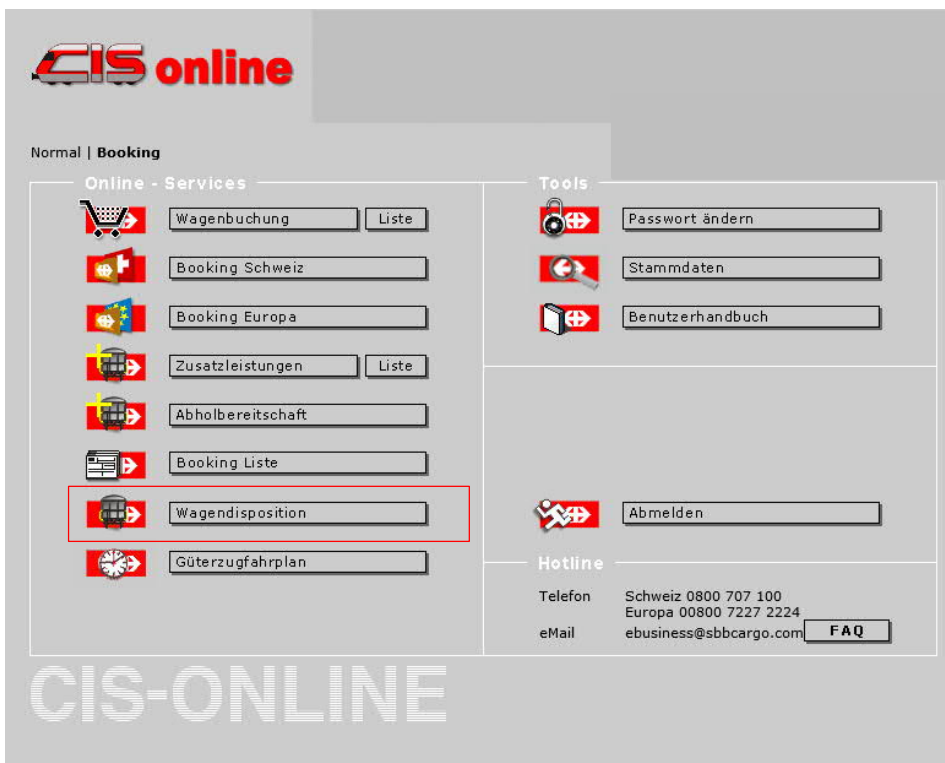 CIS online
Normal | Booking
Online - Services
Wagenbuchung Liste
Booking Schweiz
Booking Europa
Zusatzleistungen Liste
Abholbereitschaft
Booking Liste
Wagendisposition
Güterzugfahrplan
Tools
Passwort ändern
Stammdaten
Benutzerhandbuch
Abmelden
Hotline
Telefon Schweiz 0800 707 100
Europa 00800 7227 2224
eMail ebusiness@sbbcargo.com FAQ
CIS-ONLINE